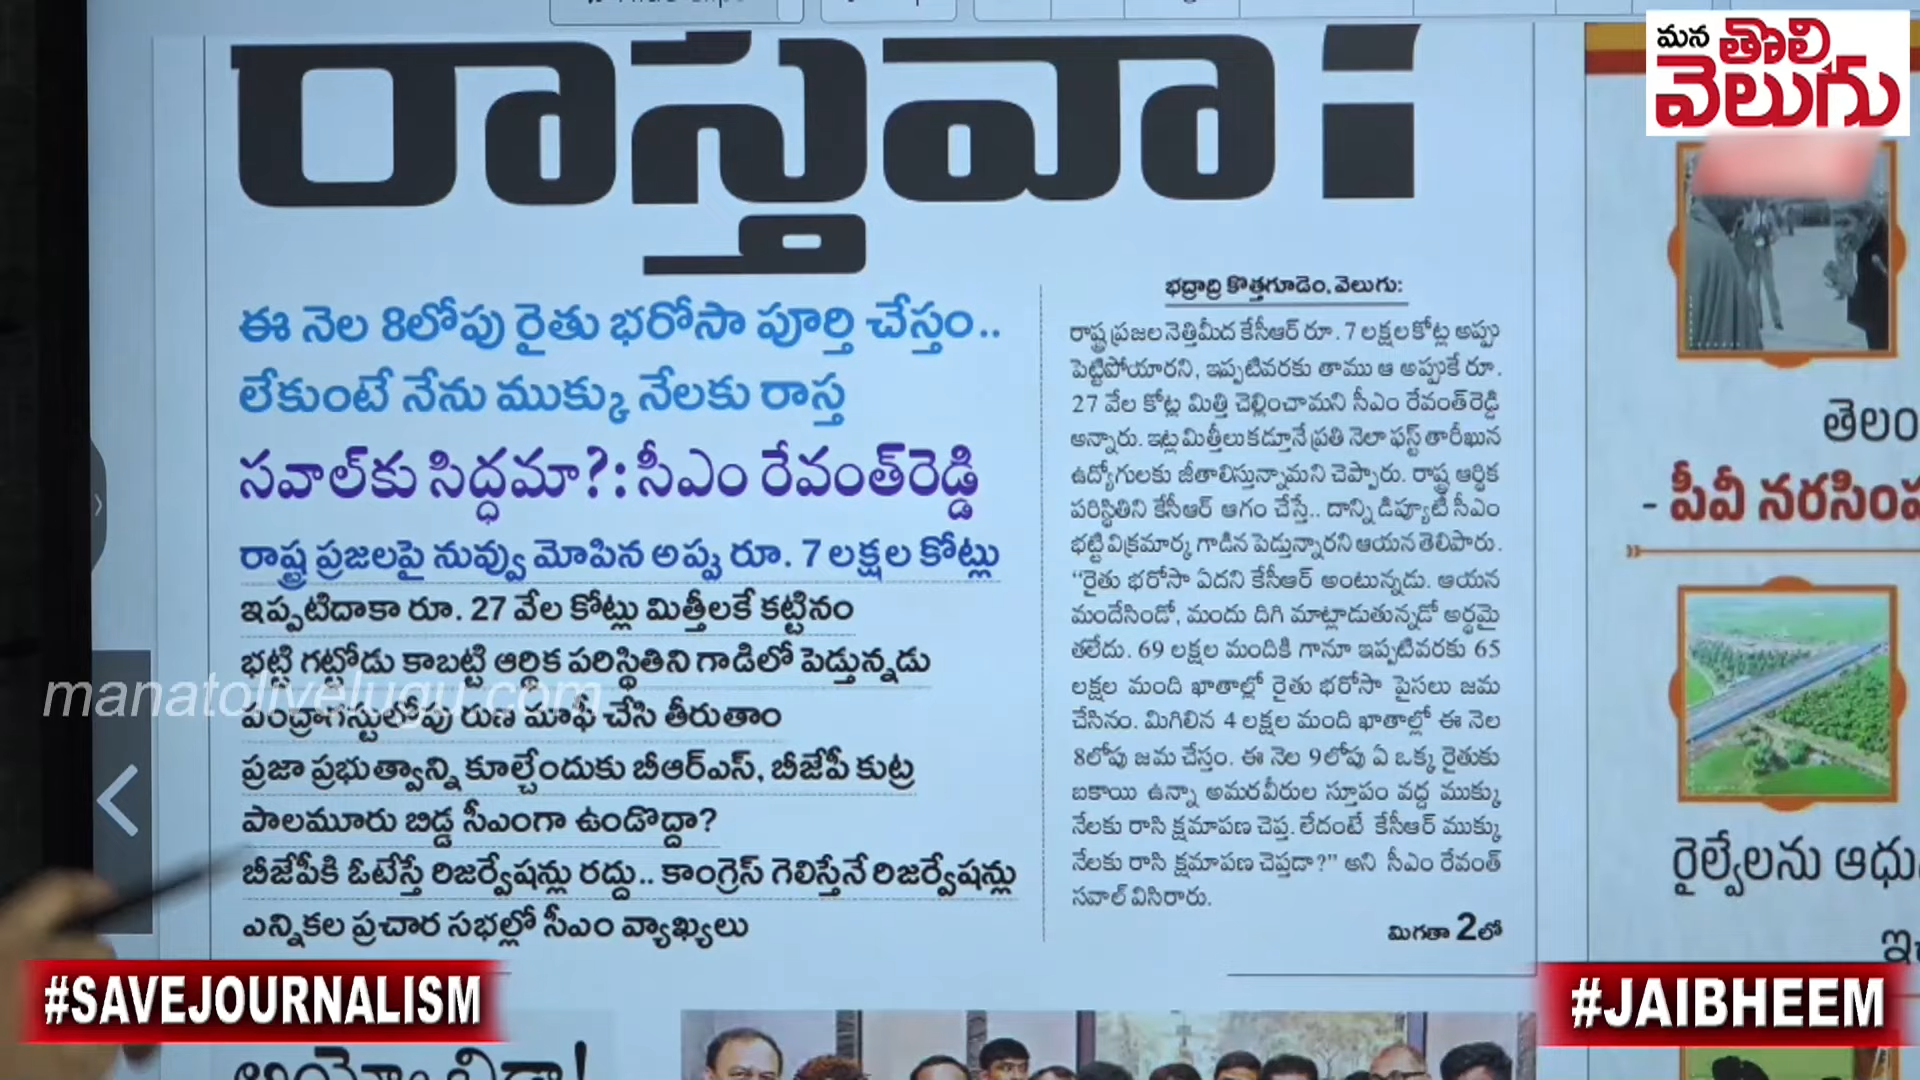 రాస్తవా?
ఈ నెల 8లోపు రైతు భరోసా పూర్తి చేస్తం..
లేకుంటే నేను ముక్కు నేలకు రాస్త
సవాల్‌కు సిద్ధమా?: సీఎం రేవంత్‌రెడ్డి
రాష్ట్ర ప్రజలపై నువ్వు మోపిన అప్పు రూ. 7 లక్షల కోట్లు
ఇప్పటిదాకా రూ. 27 వేల కోట్లు మిత్తీలకే కట్టినం
భట్టి గట్టోడు కాబట్టి ఆర్థిక పరిస్థితిని గాడిలో పెడ్తున్నడు
పంద్రాగస్టులోపు రుణ మాఫీ చేసి తీరుతాం
ప్రజా ప్రభుత్వాన్ని కూల్చేందుకు బీఆర్ఎస్, బీజేపీ కుట్ర
పాలమూరు బిడ్డ సీఎంగా ఉండొద్దా?
బీజేపీకి ఓటేస్తే రిజర్వేషన్లు రద్దు.. కాంగ్రెస్ గెలిస్తేనే రిజర్వేషన్లు
ఎన్నికల ప్రచార సభల్లో సీఎం వ్యాఖ్యలు
భద్రాద్రి కొత్తగూడెం, వెలుగు:
రాష్ట్ర ప్రజల నెత్తిమీద కేసీఆర్ రూ. 7 లక్షల కోట్ల అప్పు
పెట్టిపోయారని, ఇప్పటివరకు తాము ఆ అప్పుకే రూ.
27 వేల కోట్ల మిత్తి చెల్లించామని సీఎం రేవంత్‌రెడ్డి
అన్నారు. ఇట్ల మిత్తీలు కడ్తూనే ప్రతి నెలా ఫస్ట్ తారీఖున
ఉద్యోగులకు జీతాలిస్తున్నామని చెప్పారు. రాష్ట్ర ఆర్థిక
పరిస్థితిని కేసీఆర్ ఆగం చేస్తే.. దాన్ని డిప్యూటీ సీఎం
భట్టి విక్రమార్క గాడిన పెడ్తున్నారని ఆయన తెలిపారు.
"రైతు భరోసా ఏదని కేసీఆర్ అంటున్నడు. ఆయన
మందేసిండో, మందు దిగి మాట్లాడుతున్నడో అర్థమై
తలేదు. 69 లక్షల మందికి గానూ ఇప్పటివరకు 65
లక్షల మంది ఖాతాల్లో రైతు భరోసా పైసలు జమ
చేసినం. మిగిలిన 4 లక్షల మంది ఖాతాల్లో ఈ నెల
8లోపు జమ చేస్తం. ఈ నెల 9లోపు ఏ ఒక్క రైతుకు
బకాయి ఉన్నా అమరవీరుల స్తూపం వద్ద ముక్కు
నేలకు రాసి క్షమాపణ చెప్త. లేదంటే కేసీఆర్ ముక్కు
నేలకు రాసి క్షమాపణ చెప్తడా?" అని సీఎం రేవంత్
సవాల్ విసిరారు.
మిగతా 2లో
మన తొలి
వెలుగు
తెలం
- పీవీ నరసింహ
రైల్వేలను ఆధు
manatolivelugu.com
#SAVEJOURNALISM
#JAIBHEEM